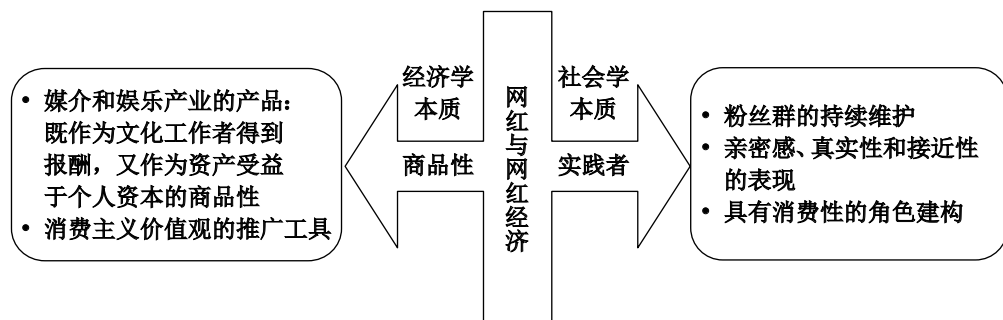 • 媒介和娱乐产业的产品：
既作为文化工作者得到
报酬，又作为资产受益
于个人资本的商品性
• 消费主义价值观的推广工具
经济学
本质
商品性
网红与网红经济
社会学
本质
实践者
• 粉丝群的持续维护
• 亲密感、真实性和接近性
的表现
• 具有消费性的角色建构